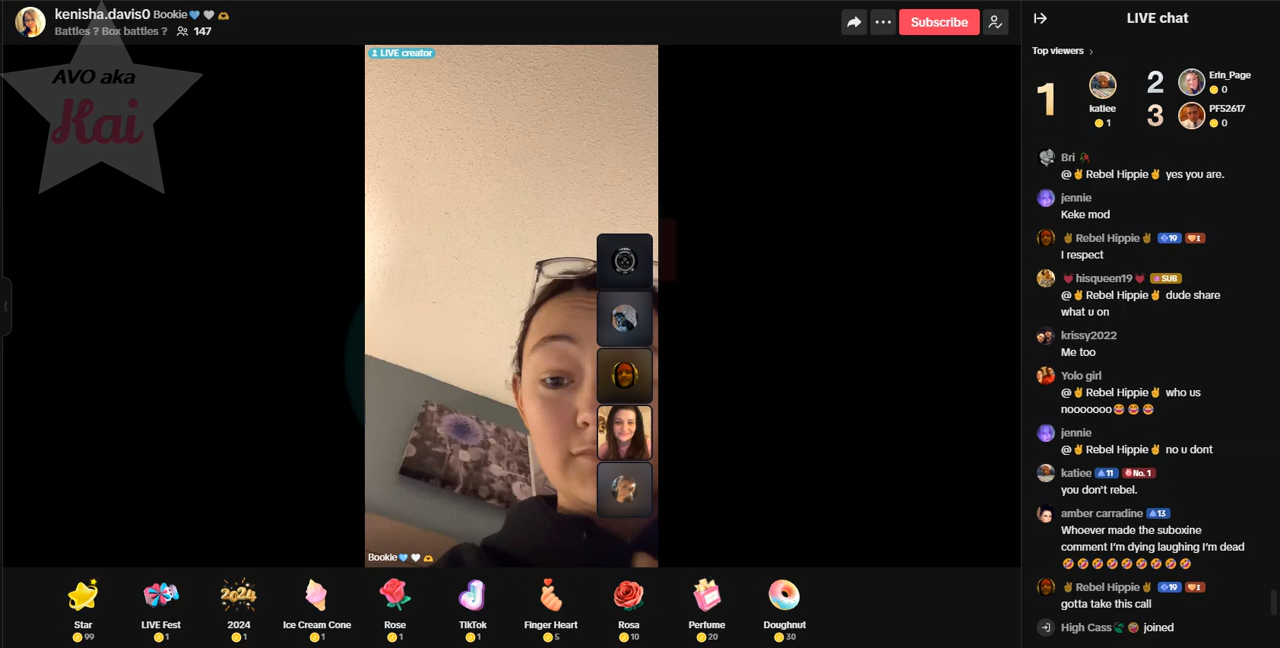 kenisha.davis0 Bookie💙 🤍 🫶
Battles ? Box battles ? 147
Subscribe
AVO aka
Kai
LIVE creator
Bookie💙 🤍 🫶
Star
99
LIVE Fest
1
2024
2024
1
Ice Cream Cone
1
Rose
1
TikTok
1
Finger Heart
5
Rosa
10
Perfume
20
Doughnut
30
LIVE chat
Top viewers
1
katiee
1
2
Erin_Page
0
3
PF52617
0
Bri 🥀
@✌Rebel Hippie✌ yes you are.
jennie
Keke mod
✌Rebel Hippie✌ 19 I
I respect
💗hisqueen19💗 SUB
@✌Rebel Hippie✌ dude share
what u on
krissy2022
Me too
Yolo girl
@✌Rebel Hippie✌ who us
nooooooo😂😂😂
jennie
@✌Rebel Hippie✌ no u dont
katiee 11 No. 1
you don't rebel.
amber carradine 13
Whoever made the suboxine
comment I'm dying laughing I'm dead
🤣🤣🤣🤣🤣🤣🤣🤣🤣
✌Rebel Hippie✌ 19 I
gotta take this call
High Cass joined